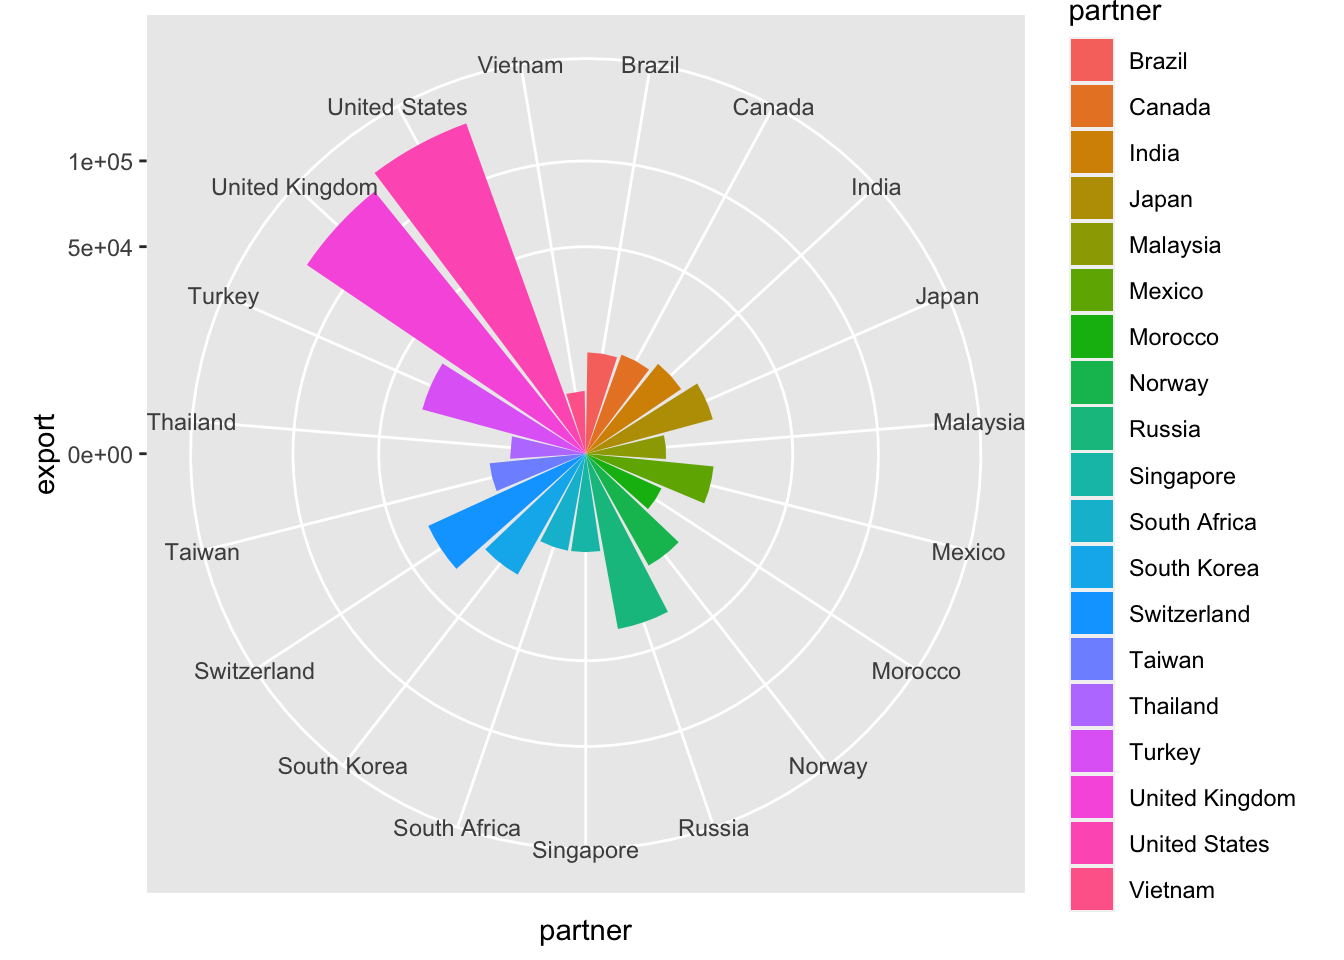 partner
Brazil
Canada
India
Japan
Malaysia
Mexico
Morocco
Norway
Russia
Singapore
South Africa
South Korea
Switzerland
Taiwan
Thailand
Turkey
United Kingdom
United States
Vietnam
export
1e+05
5e+04
0e+00
Vietnam
Brazil
United States
Canada
United Kingdom
India
Turkey
Japan
Thailand
Malaysia
Taiwan
Mexico
Switzerland
Morocco
South Korea
Norway
South Africa
Russia
Singapore
partner